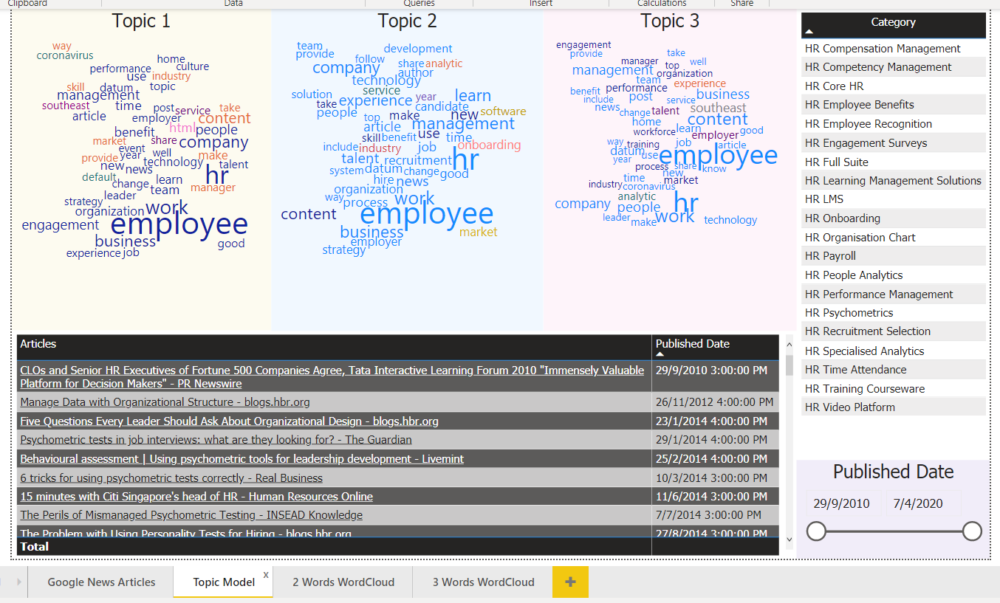 Clipboard
Data
Queries
Insert
Calculations
Share
Topic 1
way
coronavirus
home
culture
performance
use industry
skill
datum
topic
management
southeast
time
post service
take
article
employer
content
html people
benefit
market
share
company
event
provide year
well
make
technology
talent
new news
default
hr
change
learn
manager
leader
team
strategy
work
organization
employee
engagement
business
good
experience job
Topic 2
team
provide
development
follow
share analytic
company
author
technology
service
solution
learn
take experience year
candidate
people
new software
top
make
management
article
skill benefit use time
include industry
job
onboarding
talent recruitment hr
system datum change good
hire news
organization
way process work
content
employee
business
market
employer
strategy
Topic 3
engagement
provide
take
manager
top
well
management organization
team
experience
performance
benefit
post
business
include
service
news
southeast
change talent
content
home
learn
good
workforce
employer
way training
job
article
datum
year use employee
process share know
new
industry time
market
coronavirus
analytic
hr
company people
leader make work technology
Category
HR Compensation Management
HR Competency Management
HR Core HR
HR Employee Benefits
HR Employee Recognition
HR Engagement Surveys
HR Full Suite
HR Learning Management Solutions
HR LMS
HR Onboarding
HR Organisation Chart
HR Payroll
HR People Analytics
HR Performance Management
HR Psychometrics
HR Recruitment Selection
HR Specialised Analytics
HR Time Attendance
HR Training Courseware
HR Video Platform
Articles Published Date
CLOs and Senior HR Executives of Fortune 500 Companies Agree, Tata Interactive Learning Forum 2010 "Immensely Valuable 29/9/2010 3:00:00 PM
Platform for Decision Makers" - PR Newswire
Manage Data with Organizational Structure - blogs.hbr.org 26/11/2012 4:00:00 PM
Five Questions Every Leader Should Ask About Organizational Design - blogs.hbr.org 23/1/2014 4:00:00 PM
Psychometric tests in job interviews: what are they looking for? - The Guardian 29/1/2014 4:00:00 PM
Behavioural assessment | Using psychometric tools for leadership development - Livemint 25/2/2014 4:00:00 PM
6 tricks for using psychometric tests correctly - Real Business 10/3/2014 3:00:00 PM
15 minutes with Citi Singapore's head of HR - Human Resources Online 11/6/2014 3:00:00 PM
The Perils of Mismanaged Psychometric Testing - INSEAD Knowledge 7/7/2014 3:00:00 PM
The Problem with Using Personality Tests for Hiring - blogs.hbr.org 27/8/2014 3:00:00 PM
Total
Published Date
29/9/2010 7/4/2020
Google News Articles
Topic Model x
2 Words WordCloud
3 Words WordCloud
+